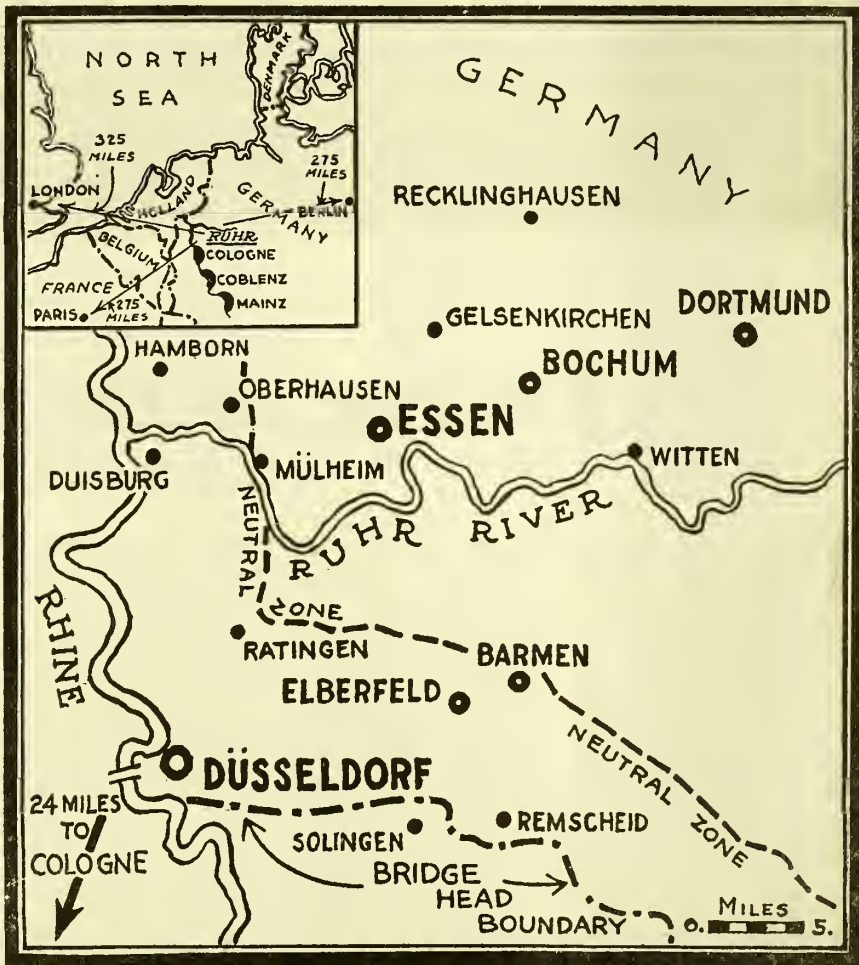 NORTH
SEA
DENMARK
325
MILES
275
MILES
LONDON
HOLLAND
GERMANY
BERLIN
RUHR
BELGIUM
COLOGNE
COBLENZ
FRANCE
MAINZ
PARIS
275
MILES
GERMANY
RECKLINGHAUSEN
DORTMUND
GELSENKIRCHEN
HAMBORN
BOCHUM
OBERHAUSEN
ESSEN
WITTEN
DUISBURG
MÜLHEIM
NEUTRAL
ZONE
RUHR RIVER
RHINE
RATINGEN
BARMEN
ELBERFELD
NEUTRAL ZONE
DÜSSELDORF
24 MILES
TO
COLOGNE
SOLINGEN
REMSCHEID
BRIDGE
HEAD
BOUNDARY
MILES
0. 5.